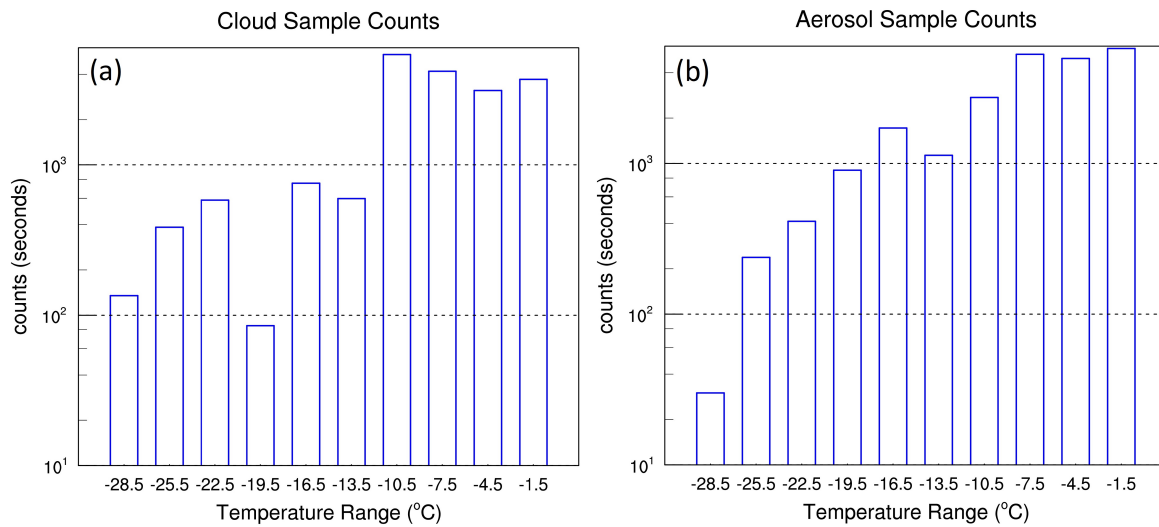 Cloud Sample Counts
(a)
counts (seconds)
10³
10²
10¹
-28.5 -25.5 -22.5 -19.5 -16.5 -13.5 -10.5 -7.5 -4.5 -1.5
Temperature Range (°C)
Aerosol Sample Counts
(b)
counts (seconds)
10³
10²
10¹
-28.5 -25.5 -22.5 -19.5 -16.5 -13.5 -10.5 -7.5 -4.5 -1.5
Temperature Range (°C)